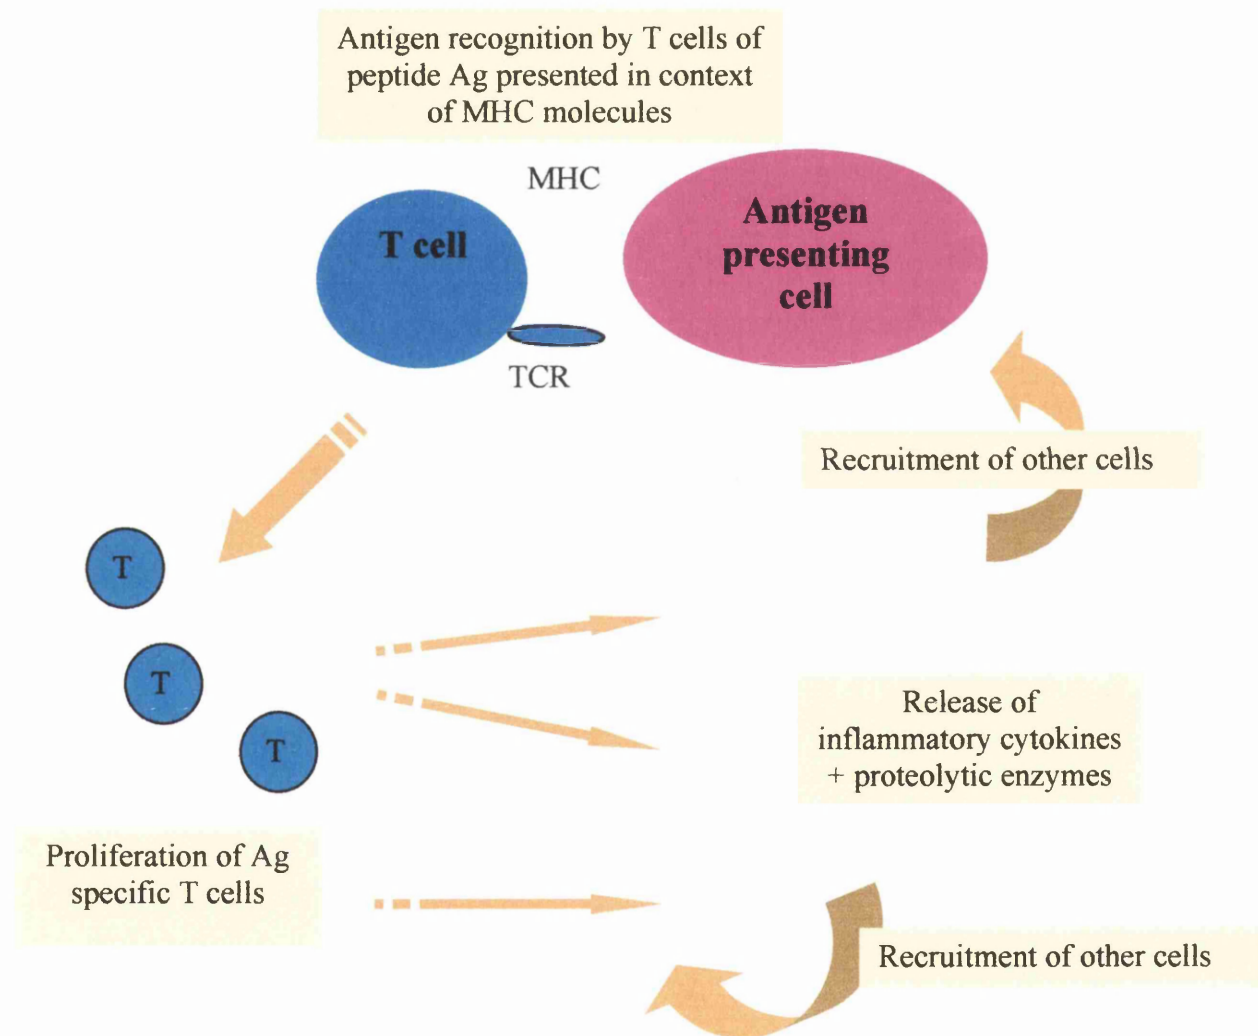 Antigen recognition by T cells of
peptide Ag presented in context
of MHC molecules
MHC
T cell
Antigen
presenting
cell
TCR
Recruitment of other cells
T
T
T
Release of
inflammatory cytokines
+ proteolytic enzymes
Proliferation of Ag
specific T cells
Recruitment of other cells